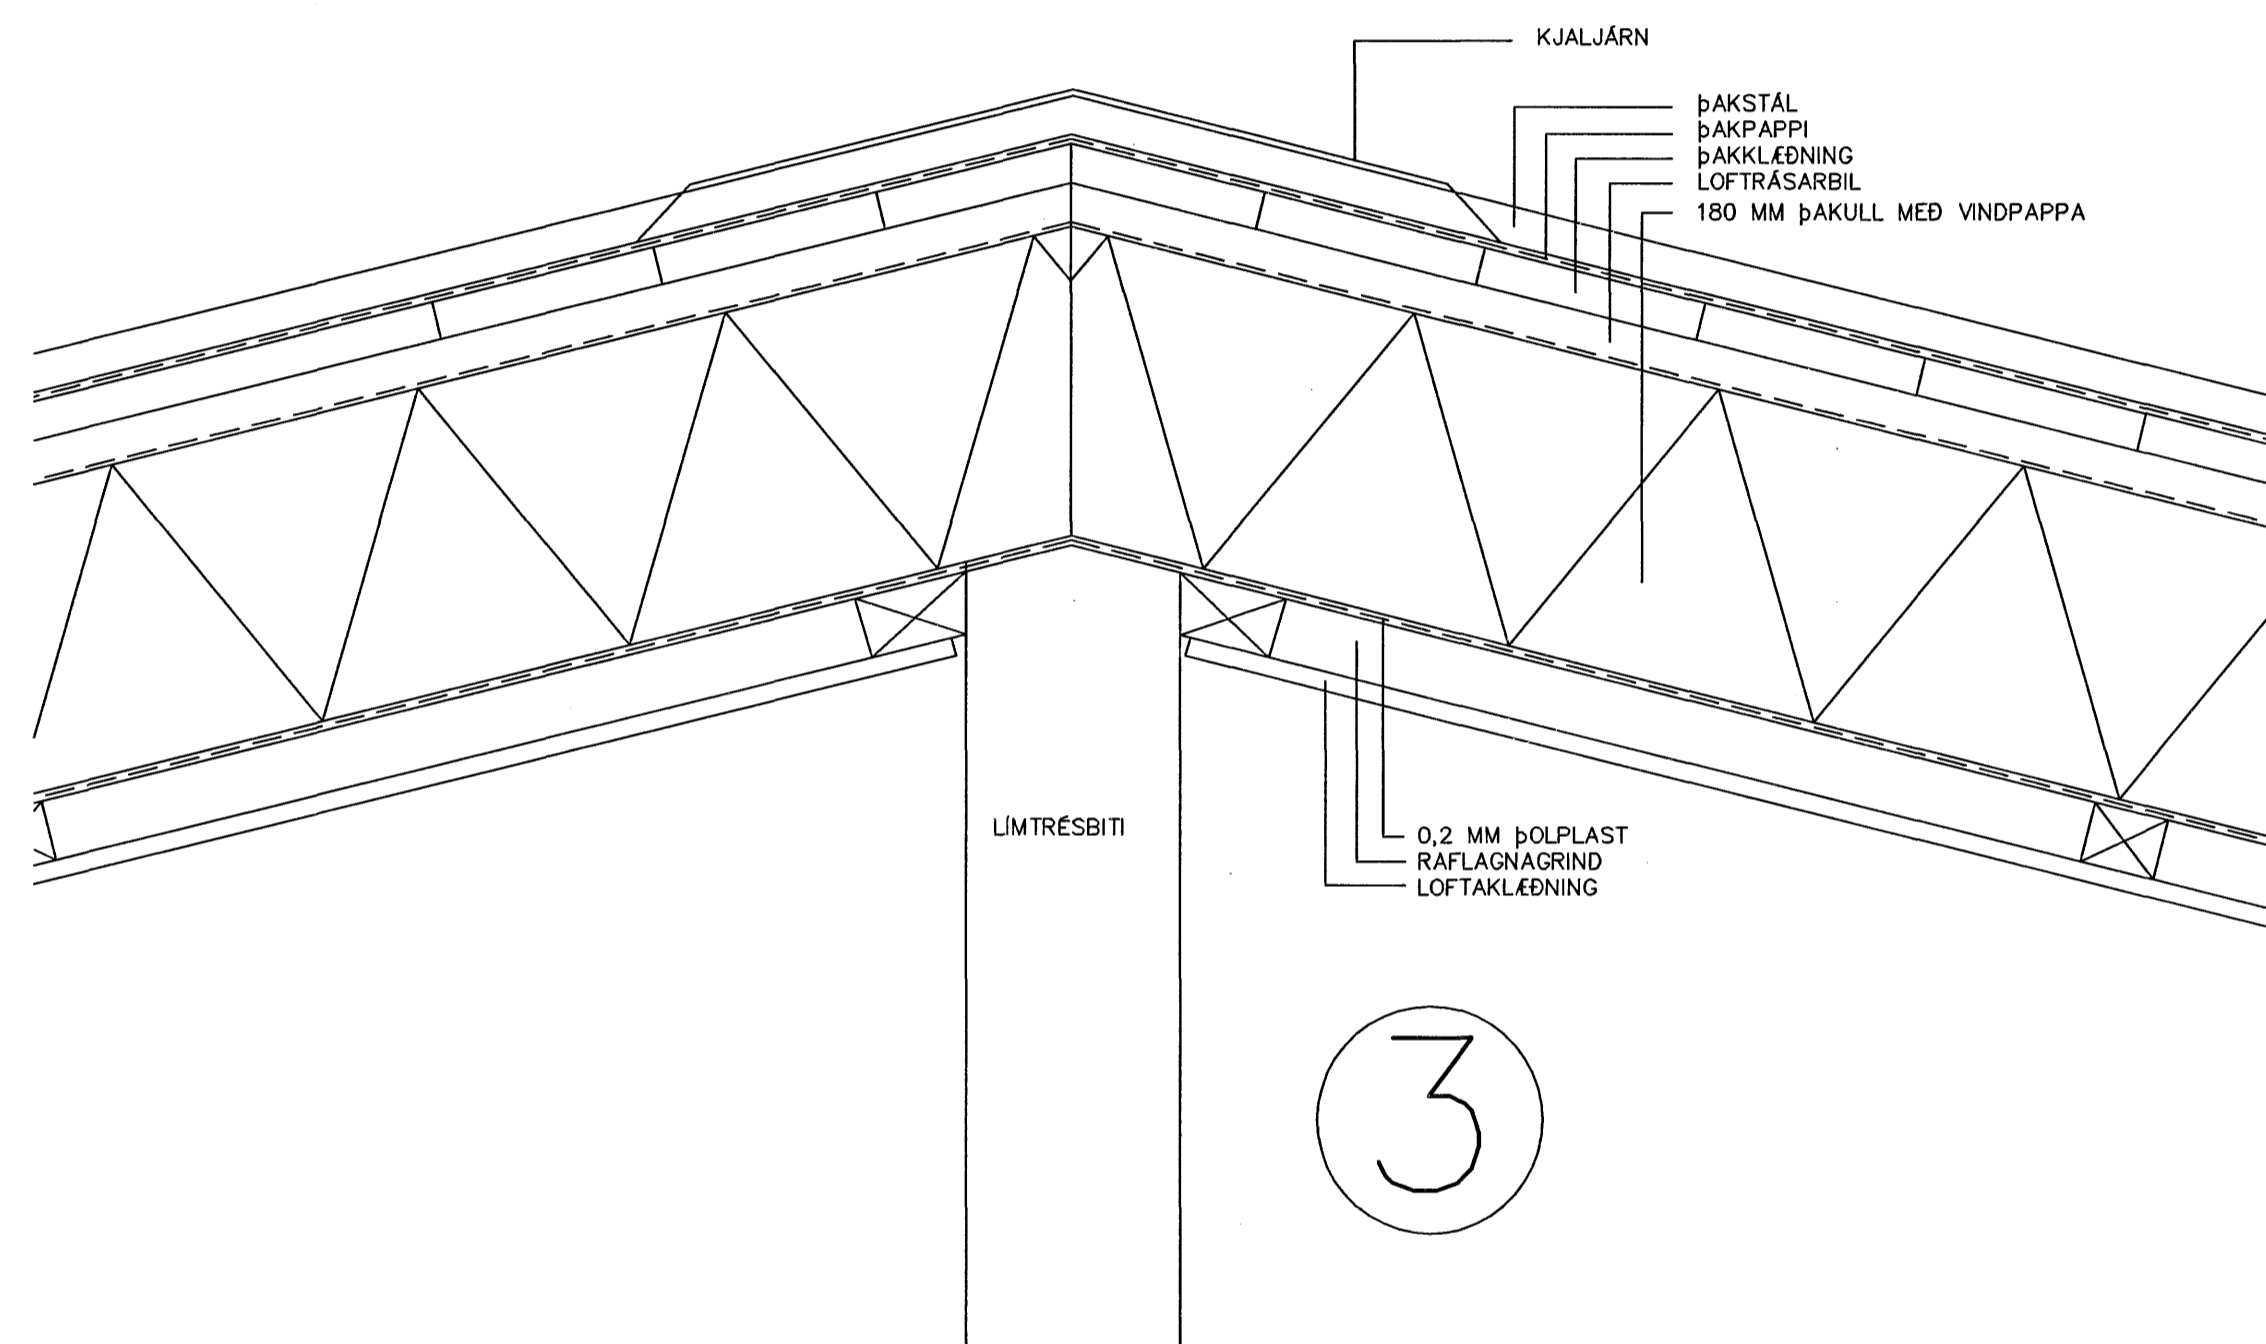 KJALJÁRN
ÞAKSTÁL
ÞAKPAPPI
ÞAKKLÆÐNING
LOFTRÁSARBIL
180 MM ÞAKULL MEÐ VINDPAPPA
LÍMTRÉSBITI
0,2 MM ÞOLPLAST
RAFLAGNAGRIND
LOFTAKLÆÐNING
3